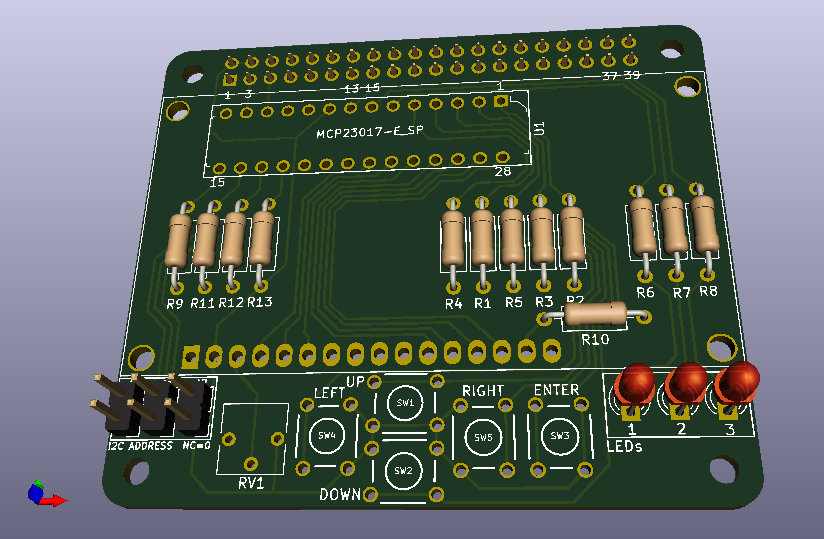 1 3 13 15 37 39
1
MCP23017-E_SP
U1
15 28
R9 R11 R12 R13 R4 R1 R5 R3 R2 R6 R7 R8
R10
UP
LEFT RIGHT ENTER
SW1
SW4 SW5 SW3
1 2 3
I2C ADDRESS NC=0
LEDs
SW2
RV1
DOWN